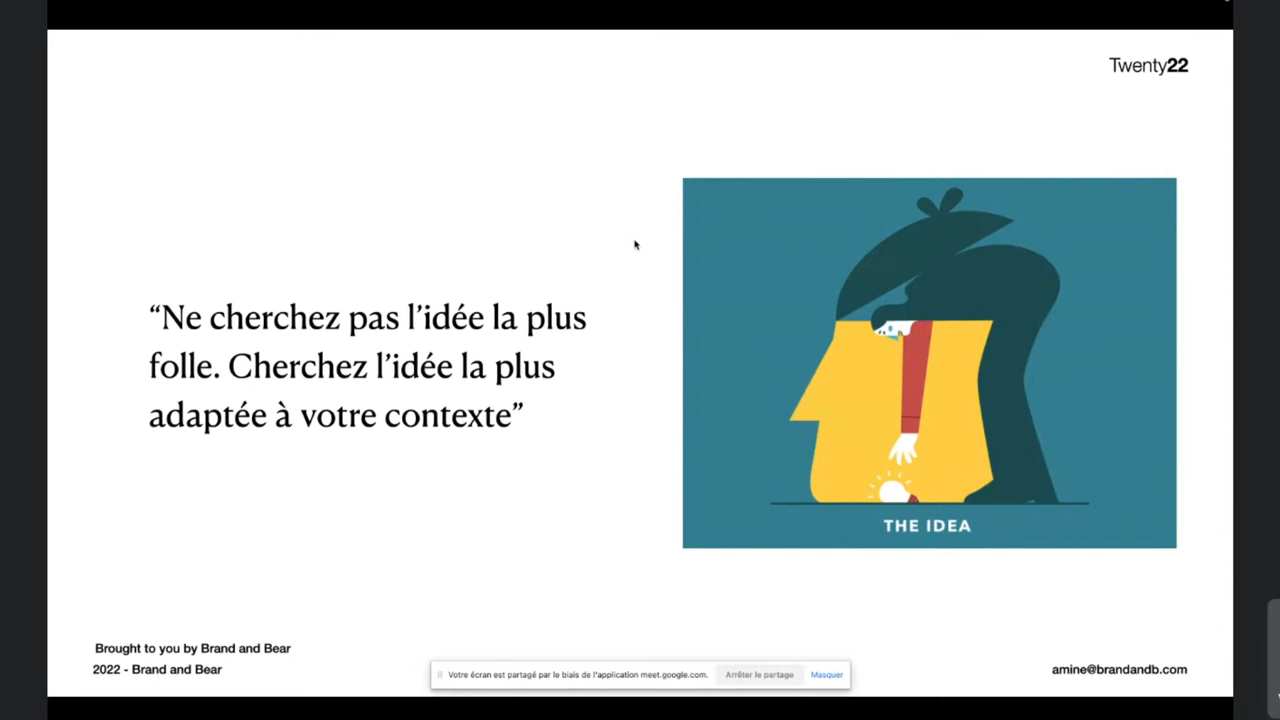 Twenty22
“Ne cherchez pas l’idée la plus
folle. Cherchez l’idée la plus
adaptée à votre contexte”
THE IDEA
Brought to you by Brand and Bear
2022 - Brand and Bear
Votre écran est partagé par le biais de l'application meet.google.com.
Arrêter le partage
Masquer
amine@brandandb.com